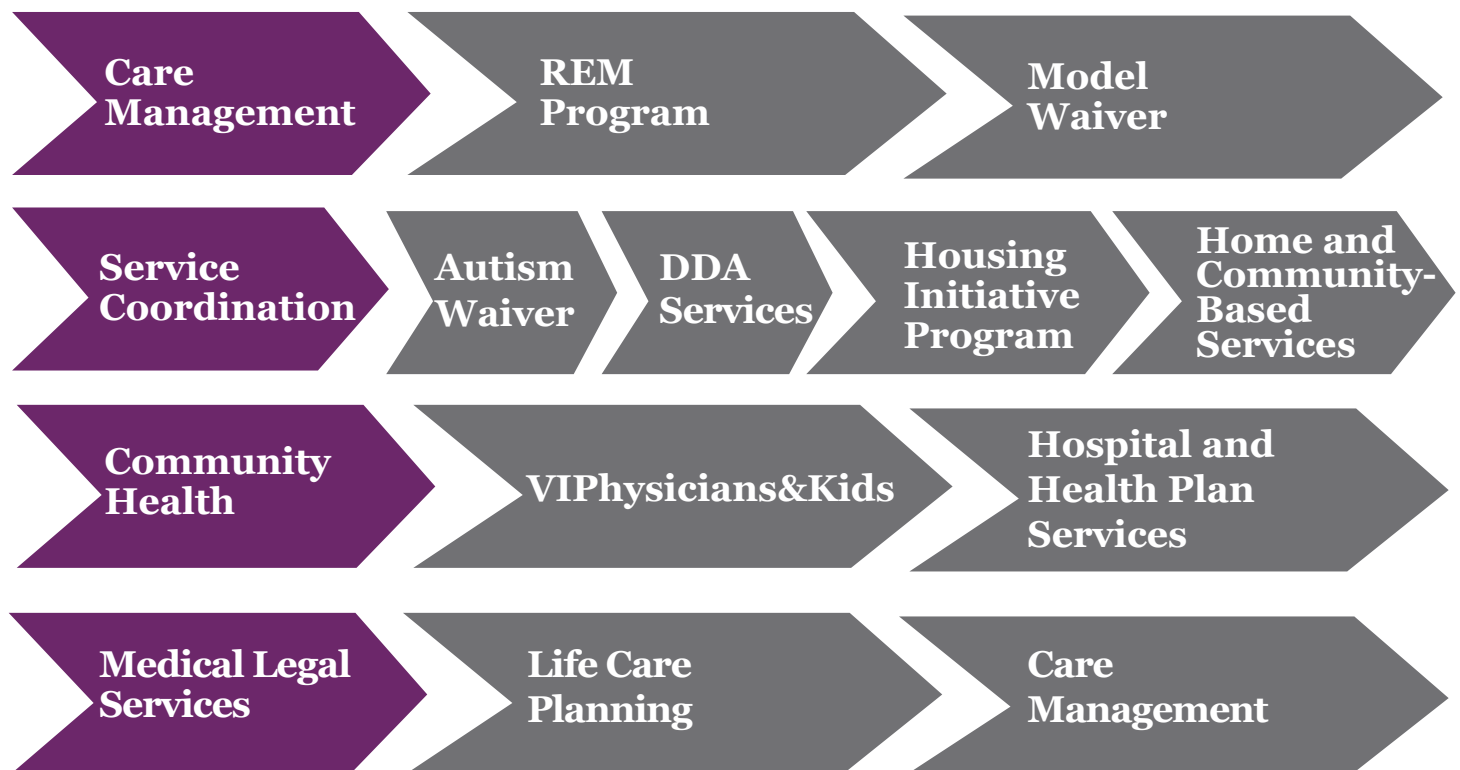 Care
Management
REM
Program
Model
Waiver
Service
Coordination
Autism
Waiver
DDA
Services
Housing
Initiative
Program
Home and
Community-
Based
Services
Community
Health
VIPhysicians&Kids
Hospital and
Health Plan
Services
Medical Legal
Services
Life Care
Planning
Care
Management